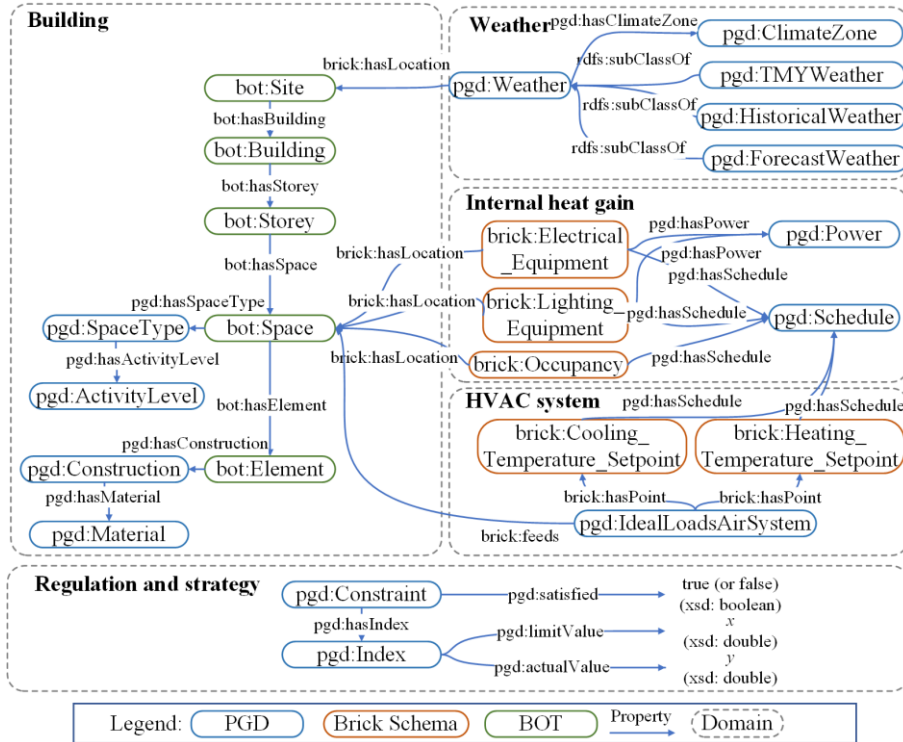 Building
brick:hasLocation
bot:Site
bot:hasBuilding
bot:Building
bot:hasStorey
bot:Storey
bot:hasSpace
pgd:hasSpaceType
pgd:SpaceType
bot:Space
pgd:hasActivityLevel
pgd:ActivityLevel
bot:hasElement
pgd:hasConstruction
pgd:Construction
bot:Element
pgd:hasMaterial
pgd:Material
Weather
pgd:hasClimateZone
pgd:ClimateZone
rdfs:subClassOf
pgd:Weather
pgd:TMYWeather
rdfs:subClassOf
pgd:HistoricalWeather
rdfs:subClassOf
pgd:ForecastWeather
Internal heat gain
pgd:hasPower
brick:Electrical
_Equipment
pgd:Power
brick:hasLocation
pgd:hasPower
pgd:hasSchedule
brick:Lighting_
Equipment
brick:hasLocation
pgd:hasSchedule
pgd:Schedule
brick:hasLocation
brick:Occupancy
pgd:hasSchedule
HVAC system
pgd:hasSchedule
pgd:hasSchedule
brick:Cooling_
Temperature_Setpoint
brick:Heating_
Temperature_Setpoint
brick:hasPoint
brick:hasPoint
pgd:IdealLoadsAirSystem
brick:feeds
Regulation and strategy
pgd:Constraint
pgd:satisfied
true (or false)
(xsd: boolean)
pgd:hasIndex
pgd:Index
pgd:limitValue
x
(xsd: double)
pgd:actualValue
y
(xsd: double)
Legend:
PGD
Brick Schema
BOT
Property
Domain